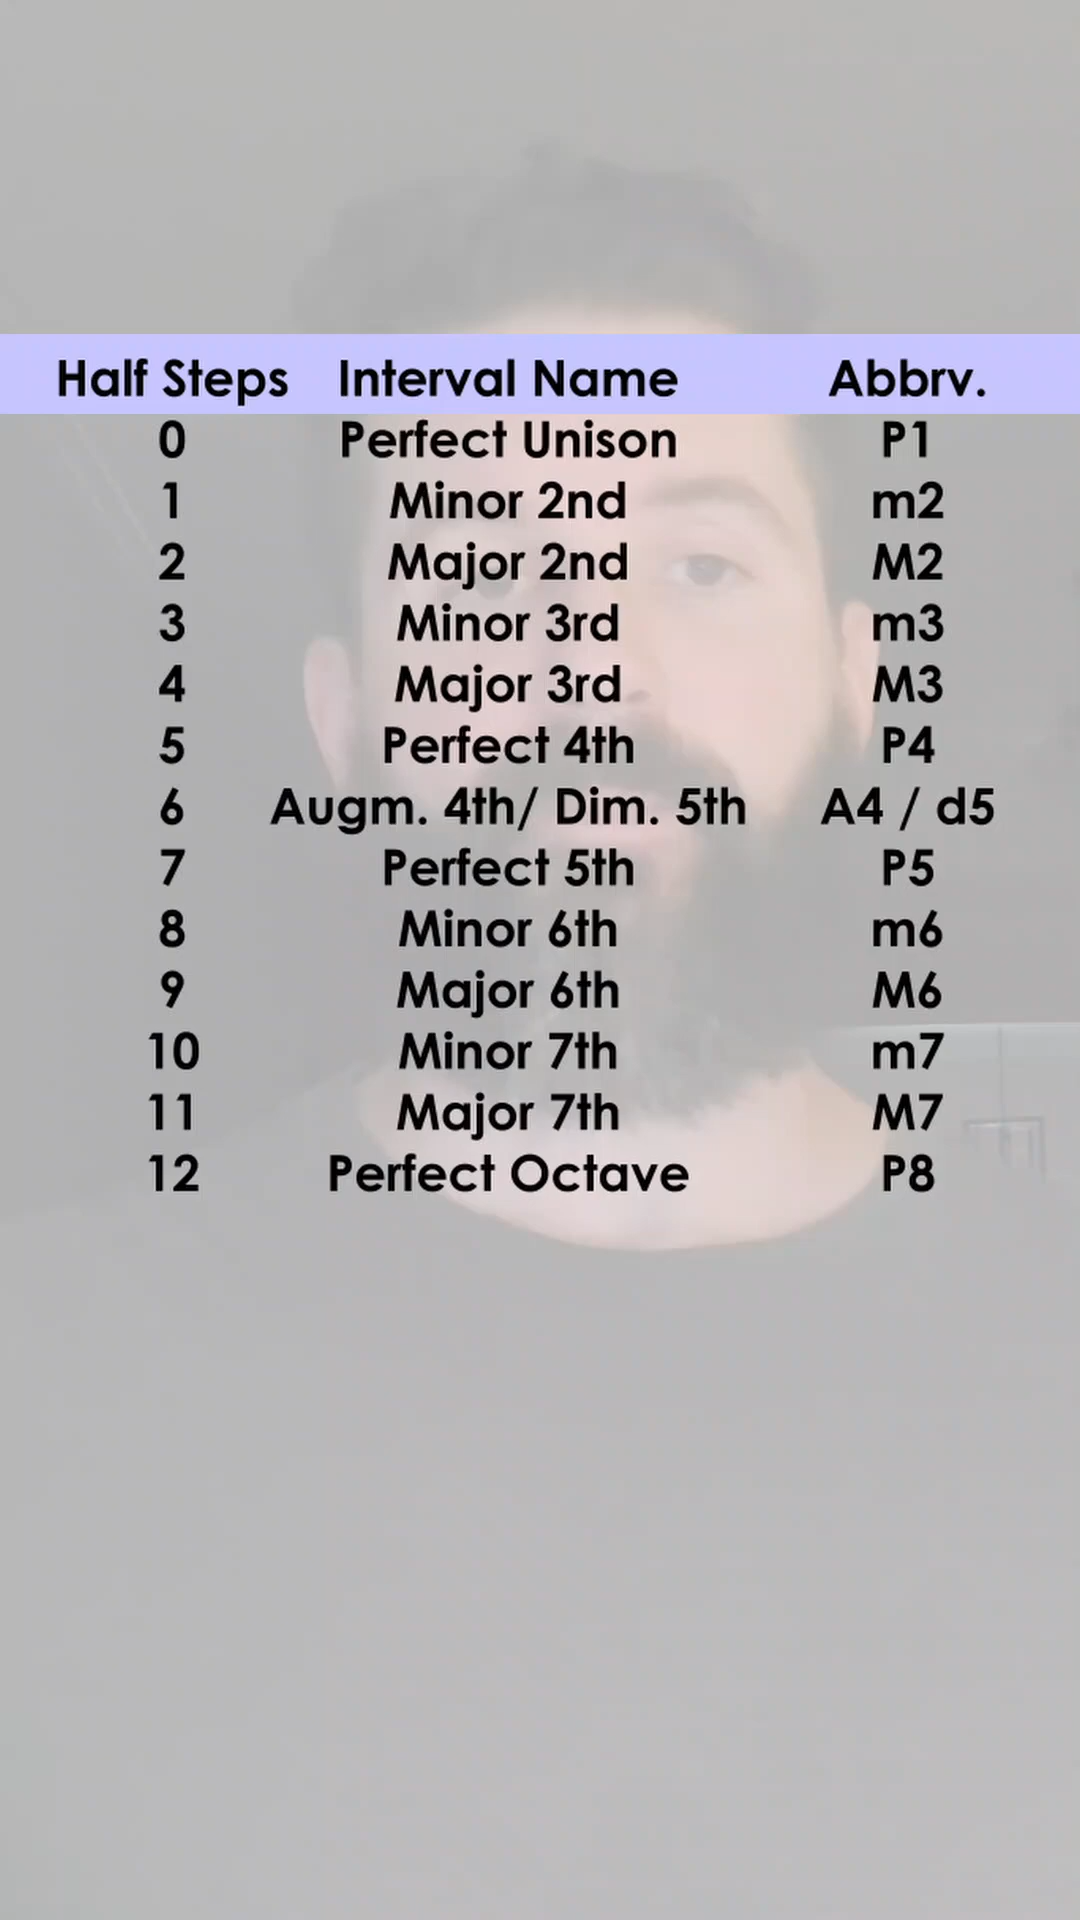 Half Steps Interval Name Abbrv.
0 Perfect Unison P1
1 Minor 2nd m2
2 Major 2nd M2
3 Minor 3rd m3
4 Major 3rd M3
5 Perfect 4th P4
6 Augm. 4th/ Dim. 5th A4 / d5
7 Perfect 5th P5
8 Minor 6th m6
9 Major 6th M6
10 Minor 7th m7
11 Major 7th M7
12 Perfect Octave P8